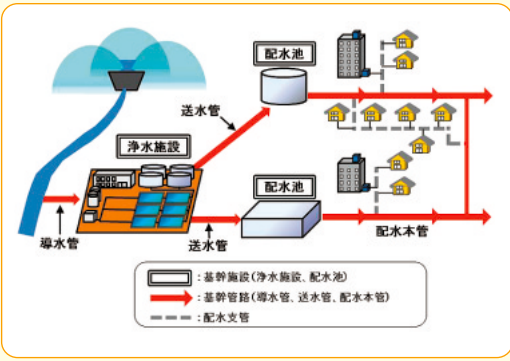 配水池
送水管
浄水施設
配水池
導水管
送水管
配水本管
:基幹施設(浄水施設、配水池)
:基幹管路(導水管、送水管、配水本管)
:配水支管